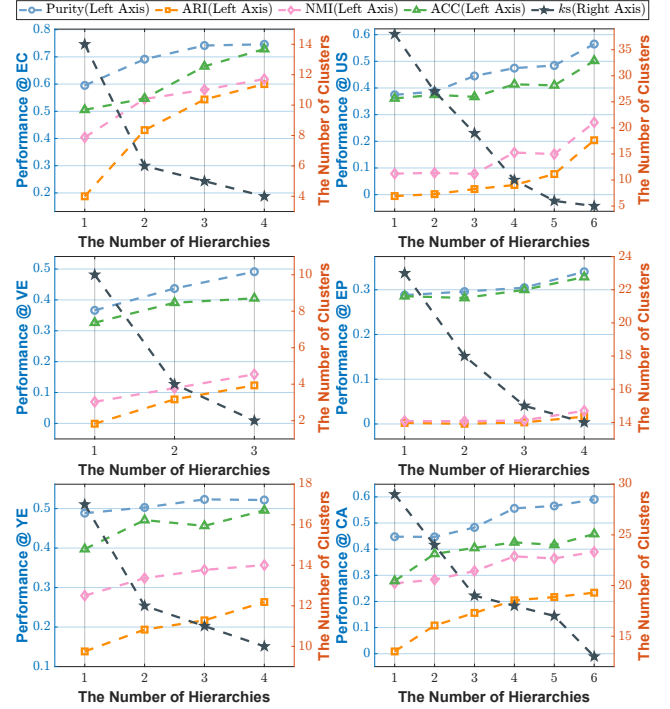 Purity(Left Axis) ARI(Left Axis) NMI(Left Axis) ACC(Left Axis) ks(Right Axis)
Performance @ EC
0.8
0.7
0.6
0.5
0.4
0.3
0.2
1 2 3 4
14
12
10
8
6
4
The Number of Clusters
The Number of Hierarchies
Performance @ US
0.6
0.5
0.4
0.3
0.2
0.1
0
1 2 3 4 5 6
35
30
25
20
15
10
5
The Number of Clusters
The Number of Hierarchies
Performance @ VE
0.5
0.4
0.3
0.2
0.1
0
1 2 3
10
8
6
4
2
The Number of Clusters
The Number of Hierarchies
Performance @ EP
0.3
0.1
0
1 2 3 4
24
22
20
18
16
14
The Number of Clusters
The Number of Hierarchies
Performance @ YE
0.5
0.4
0.3
0.2
0.1
1 2 3 4
18
16
14
12
10
The Number of Clusters
The Number of Hierarchies
Performance @ CA
0.6
0.5
0.4
0.3
0.2
0.1
0
1 2 3 4 5 6
30
25
20
15
The Number of Clusters
The Number of Hierarchies